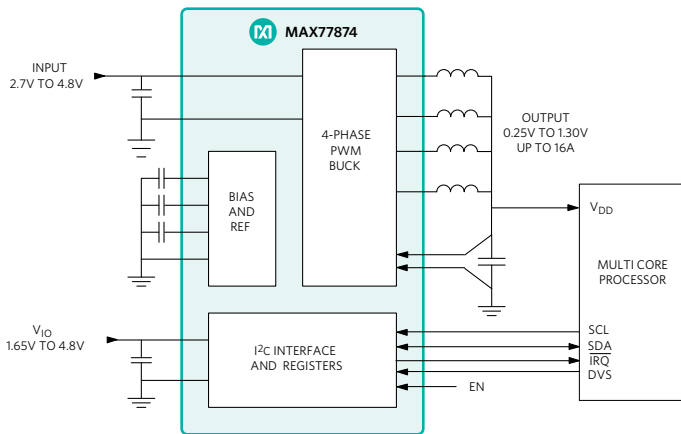 MAX77874
INPUT
2.7V TO 4.8V
4-PHASE
PWM
BUCK
OUTPUT
0.25V TO 1.30V
UP TO 16A
BIAS
AND
REF
VDD
MULTI CORE
PROCESSOR
VIO
1.65V TO 4.8V
I²C INTERFACE
AND REGISTERS
SCL
SDA
IRQ
DVS
EN